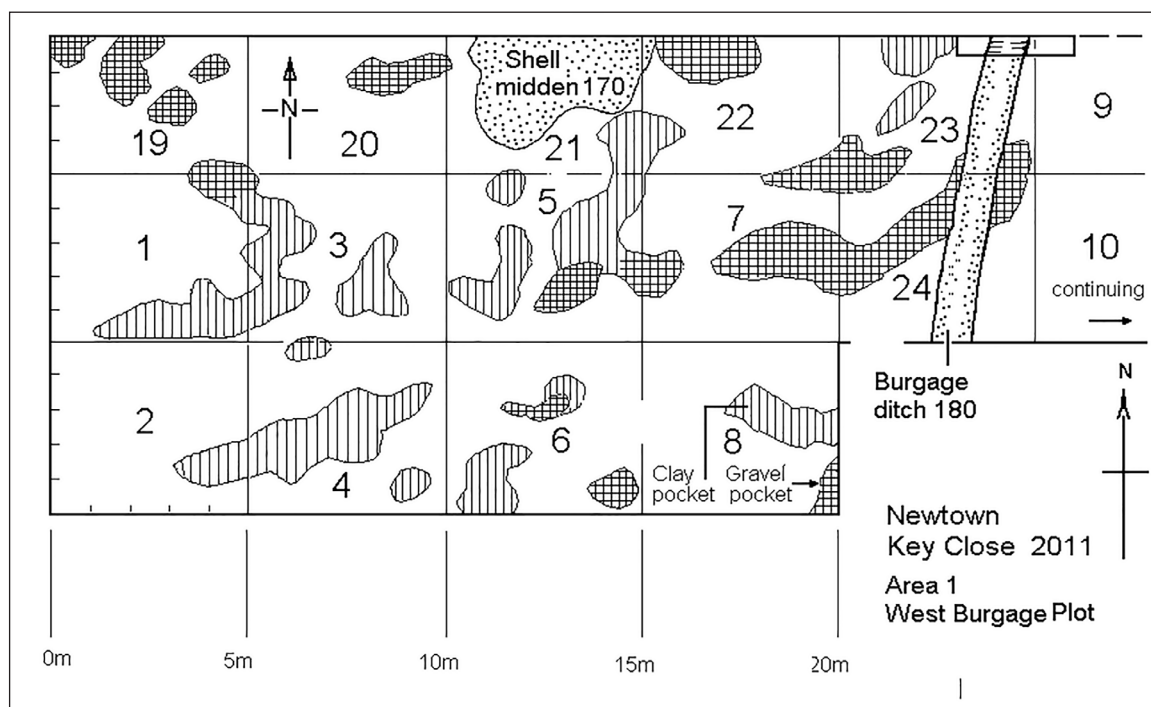 Shell
midden 170
N
19
20
21
22
23
9
1
3
5
7
24
10
continuing
2
4
6
8
Clay
pocket
Gravel
pocket
Burgage
ditch 180
N
Newtown
Key Close 2011
Area 1
West Burgage Plot
0m
5m
10m
15m
20m